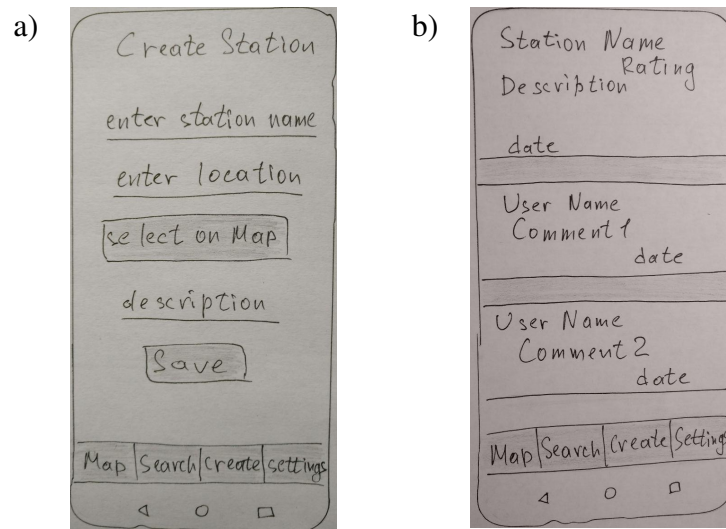 a)
Create Station
enter station name
enter location
select on Map
description
Save
Map Search Create settings
b)
Station Name
Rating
Description
date
User Name
Comment 1
date
User Name
Comment 2
date
Map Search Create Settings